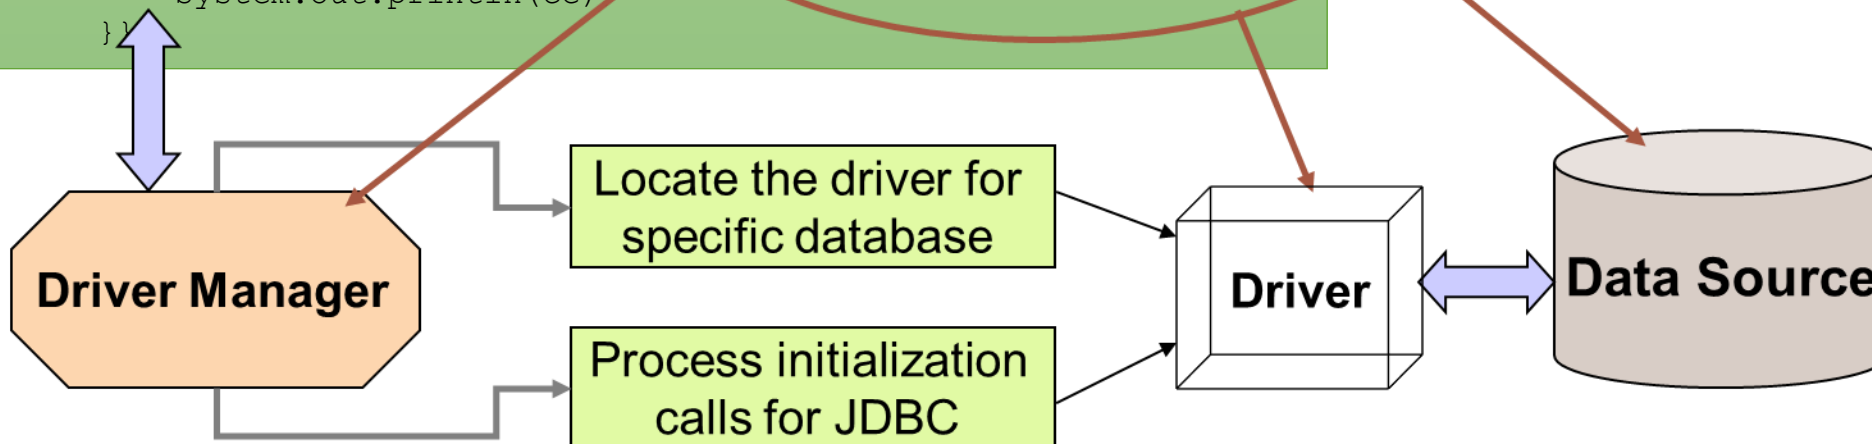 }}
Locate the driver for
specific database
Driver Manager
Driver
Data Source
Process initialization
calls for JDBC